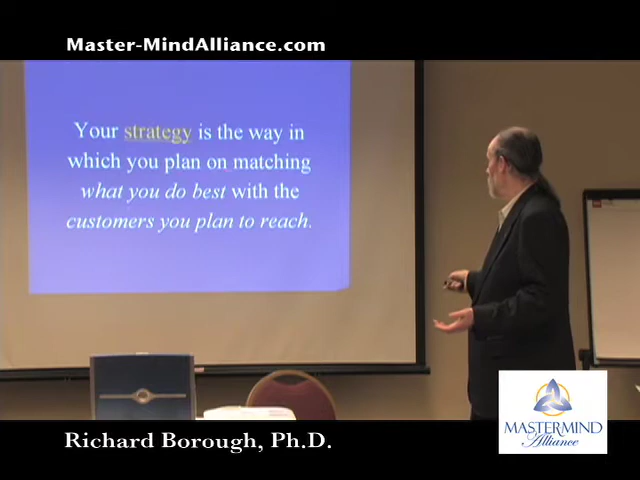 Master-MindAlliance.com
Your strategy is the way in
which you plan on matching
what you do best with the
customers you plan to reach.
MASTERMIND
Alliance
Richard Borough, Ph.D.